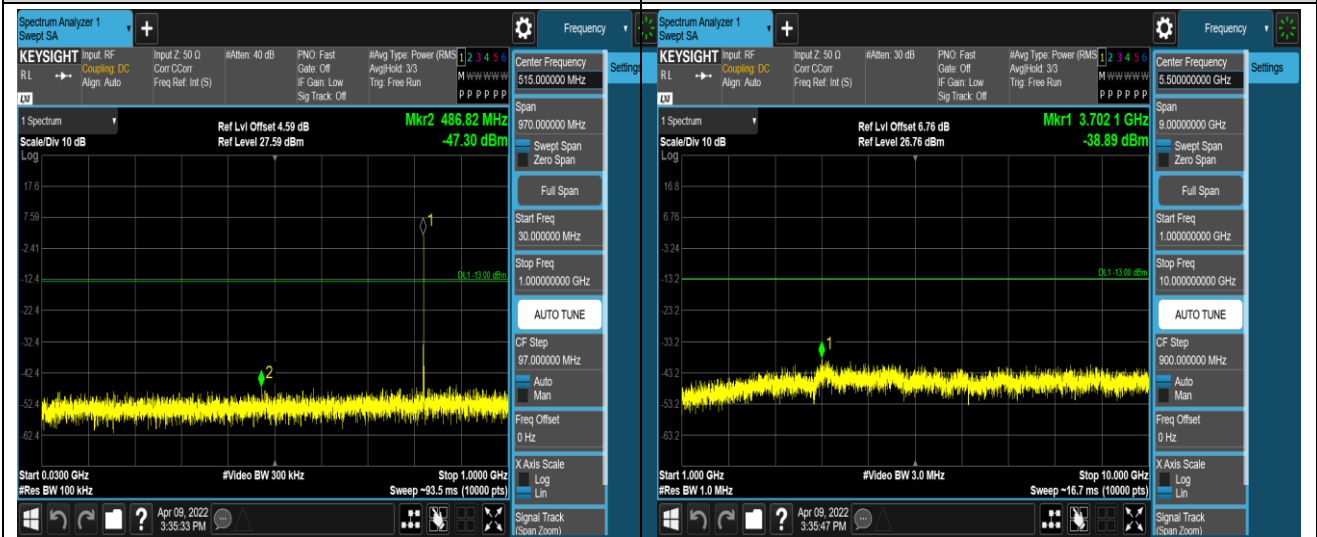 Spectrum Analyzer 1
Swept SA
+
Frequency
KEYSIGHT
Input: RF
Coupling: DC
Align: Auto
Input Z: 50 Ω
Corr CCorr
Freq Ref: Int (S)
#Atten: 40 dB
PNO: Fast
Gate: Off
IF Gain: Low
Sig Track: Off
#Avg Type: Power (RMS
Avg|Hold: 3/3
Trig: Free Run
1 2 3 4 5 6
M W W W W W
P P P P P P
RL
LXI
Center Frequency
515.000000 MHz
Settings
Span
970.000000 MHz
Swept Span
Zero Span
Full Span
Start Freq
30.000000 MHz
Stop Freq
1.000000000 GHz
AUTO TUNE
CF Step
97.000000 MHz
Auto
Man
Freq Offset
0 Hz
X Axis Scale
Log
Lin
Signal Track
(Span Zoom)
1 Spectrum
Scale/Div 10 dB
Log
Ref Lvl Offset 4.59 dB
Ref Level 27.59 dBm
Mkr2 486.82 MHz
-47.30 dBm
17.6
7.59
-2.41
-12.4
-22.4
-32.4
-42.4
-52.4
-62.4
1
DL1 -13.00 dBm
2
Start 0.0300 GHz
#Res BW 100 kHz
#Video BW 300 kHz
Stop 1.0000 GHz
Sweep ~93.5 ms (10000 pts)
?
Apr 09, 2022
3:35:33 PM
Spectrum Analyzer 1
Swept SA
+
Frequency
KEYSIGHT
Input: RF
Coupling: DC
Align: Auto
Input Z: 50 Ω
Corr CCorr
Freq Ref: Int (S)
#Atten: 30 dB
PNO: Fast
Gate: Off
IF Gain: Low
Sig Track: Off
#Avg Type: Power (RMS
Avg|Hold: 3/3
Trig: Free Run
1 2 3 4 5 6
M W W W W W
P P P P P P
RL
LXI
Center Frequency
5.500000000 GHz
Settings
Span
9.00000000 GHz
Swept Span
Zero Span
Full Span
Start Freq
1.000000000 GHz
Stop Freq
10.000000000 GHz
AUTO TUNE
CF Step
900.000000 MHz
Auto
Man
Freq Offset
0 Hz
X Axis Scale
Log
Lin
Signal Track
(Span Zoom)
1 Spectrum
Scale/Div 10 dB
Log
Ref Lvl Offset 6.76 dB
Ref Level 26.76 dBm
Mkr1 3.702 1 GHz
-38.89 dBm
16.8
6.76
-3.24
-13.2
-23.2
-33.2
-43.2
-53.2
-63.2
DL1 -13.00 dBm
1
Start 1.000 GHz
#Res BW 1.0 MHz
#Video BW 3.0 MHz
Stop 10.000 GHz
Sweep ~16.7 ms (10000 pts)
?
Apr 09, 2022
3:35:47 PM